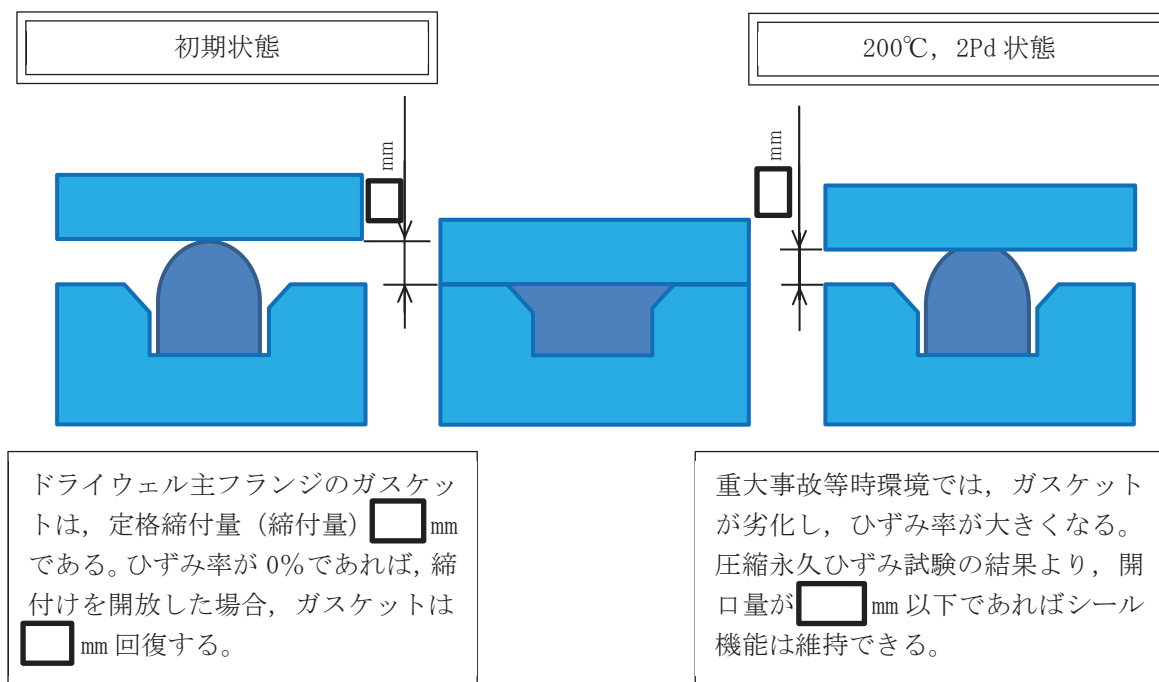 初期状態
200℃, 2Pd 状態
mm
mm
ドライウェル主フランジのガスケッ
トは，定格締付量（締付量） mm
である。ひずみ率が 0%であれば，締
付けを開放した場合，ガスケットは
mm 回復する。
重大事故等時環境では，ガスケット
が劣化し，ひずみ率が大きくなる。
圧縮永久ひずみ試験の結果より，開
口量が mm 以下であればシール
機能は維持できる。